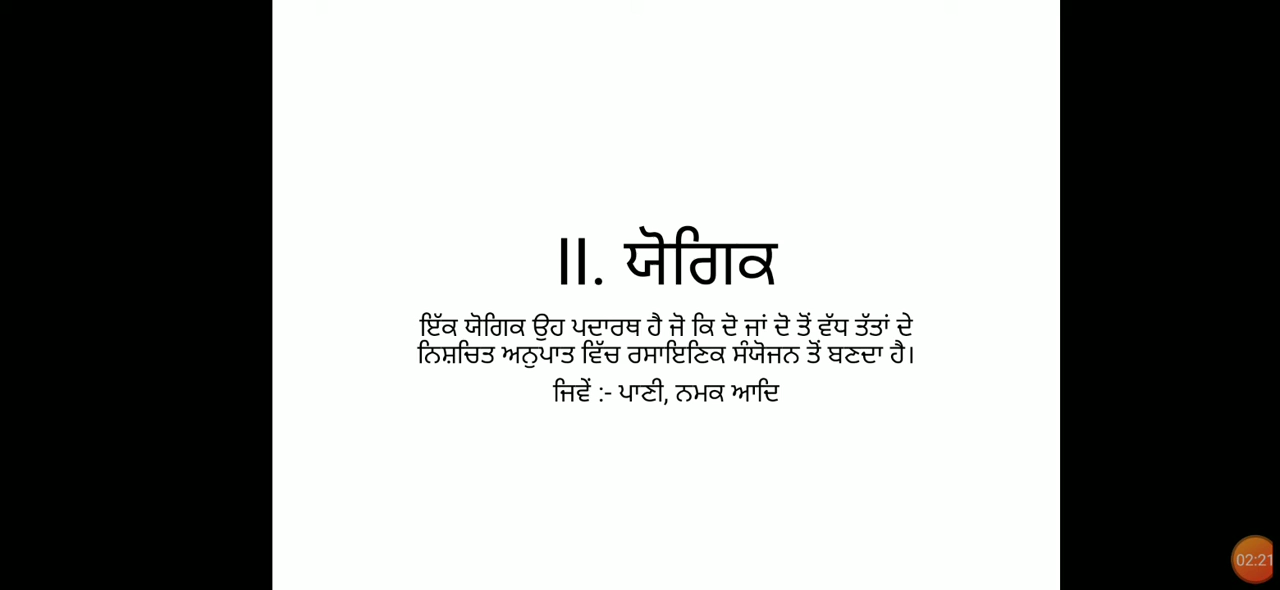 II. ਯੋਗਿਕ
ਇੱਕ ਯੋਗਿਕ ਉਹ ਪਦਾਰਥ ਹੈ ਜੋ ਕਿ ਦੋ ਜਾਂ ਦੋ ਤੋਂ ਵੱਧ ਤੱਤਾਂ ਦੇ
ਨਿਸ਼ਚਿਤ ਅਨੁਪਾਤ ਵਿੱਚ ਰਸਾਇਣਿਕ ਸੰਯੋਜਨ ਤੋਂ ਬਣਦਾ ਹੈ।
ਜਿਵੇਂ :- ਪਾਣੀ, ਨਮਕ ਆਦਿ
02:21